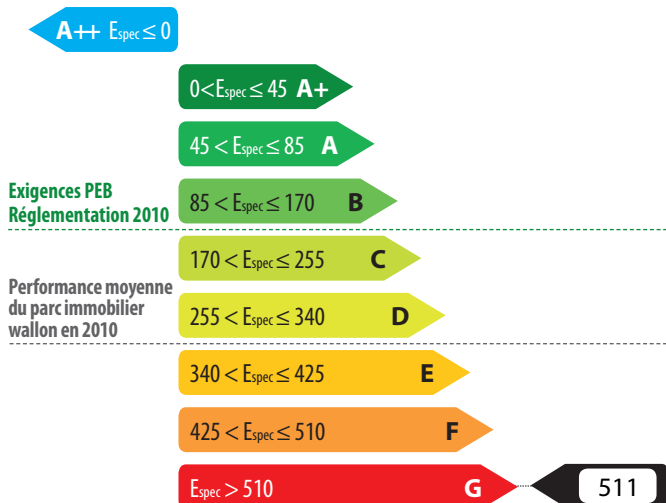 A++ Espec ≤ 0
0 < Espec ≤ 45 A+
45 < Espec ≤ 85 A
Exigences PEB
Réglementation 2010
85 < Espec ≤ 170 B
170 < Espec ≤ 255 C
Performance moyenne
du parc immobilier
wallon en 2010
255 < Espec ≤ 340 D
340 < Espec ≤ 425 E
425 < Espec ≤ 510 F
Espec > 510 G
511